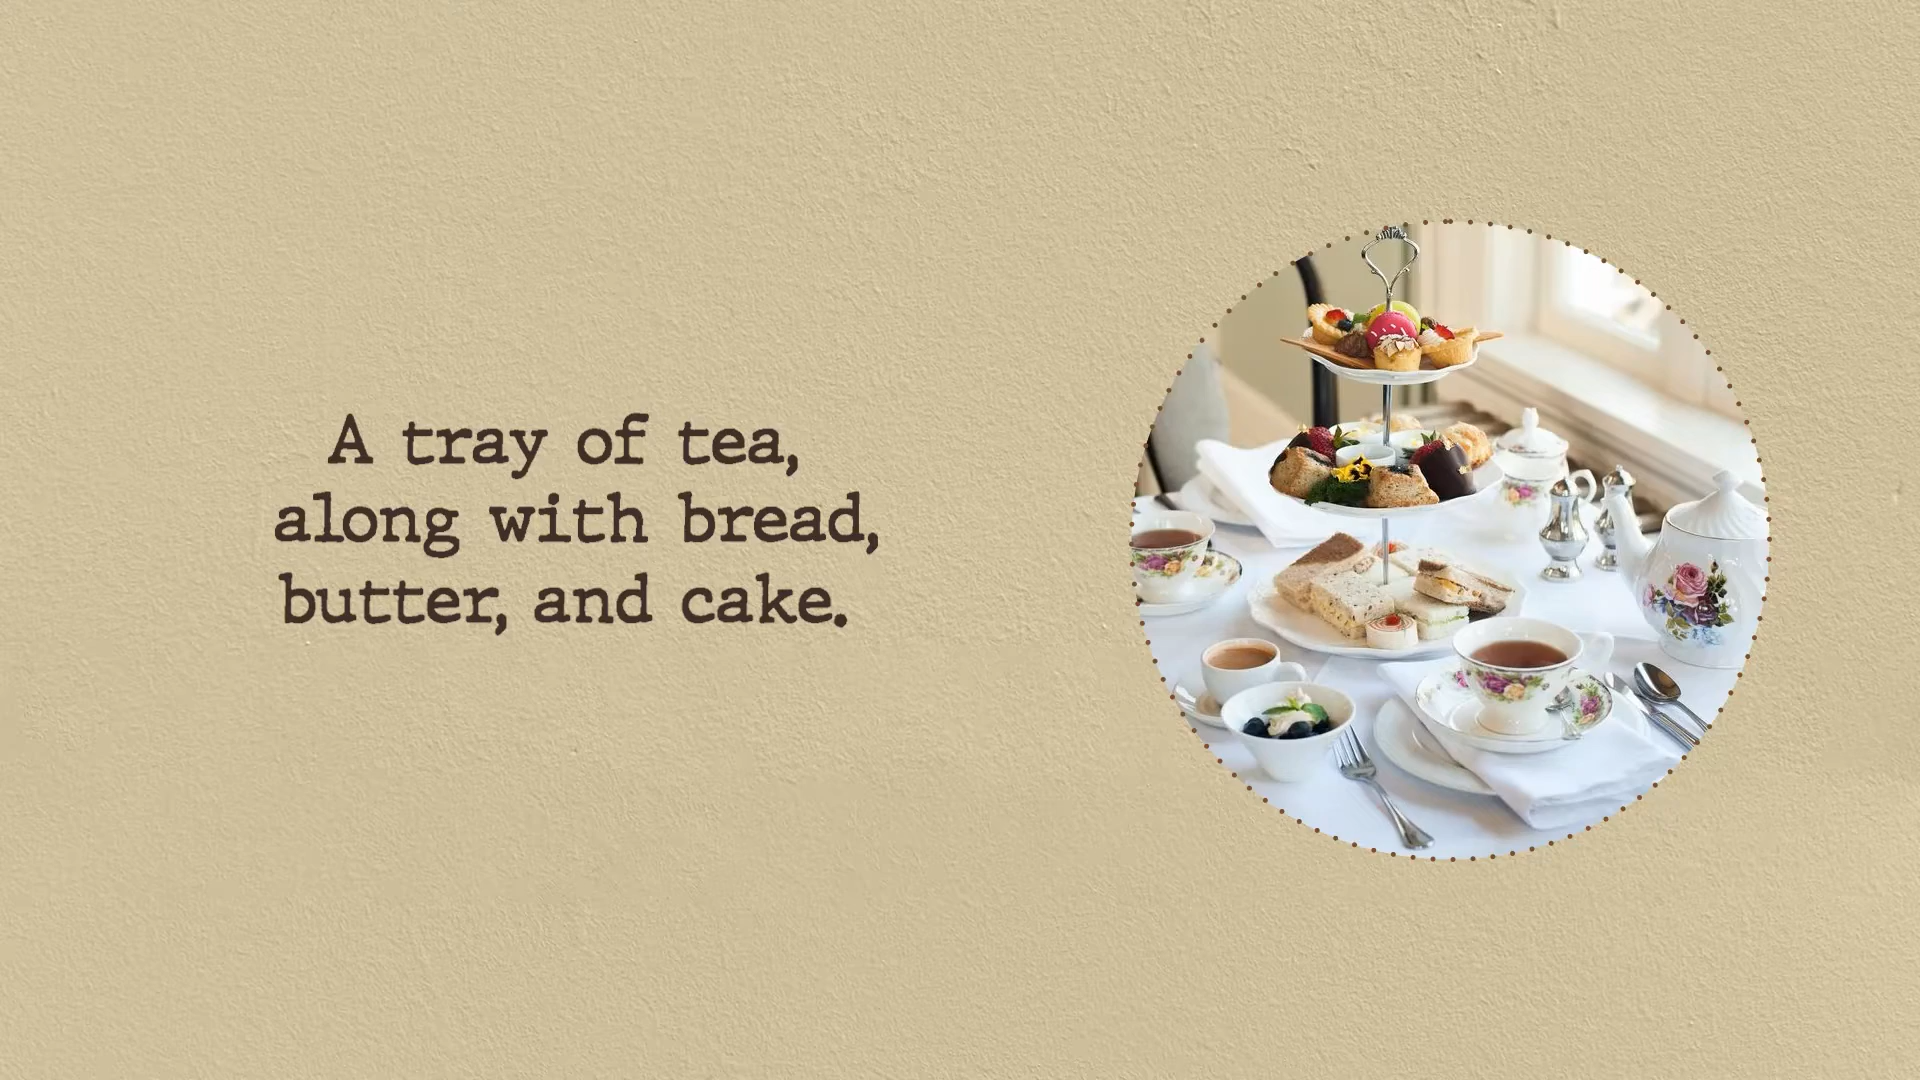 A tray of tea,
along with bread,
butter, and cake.